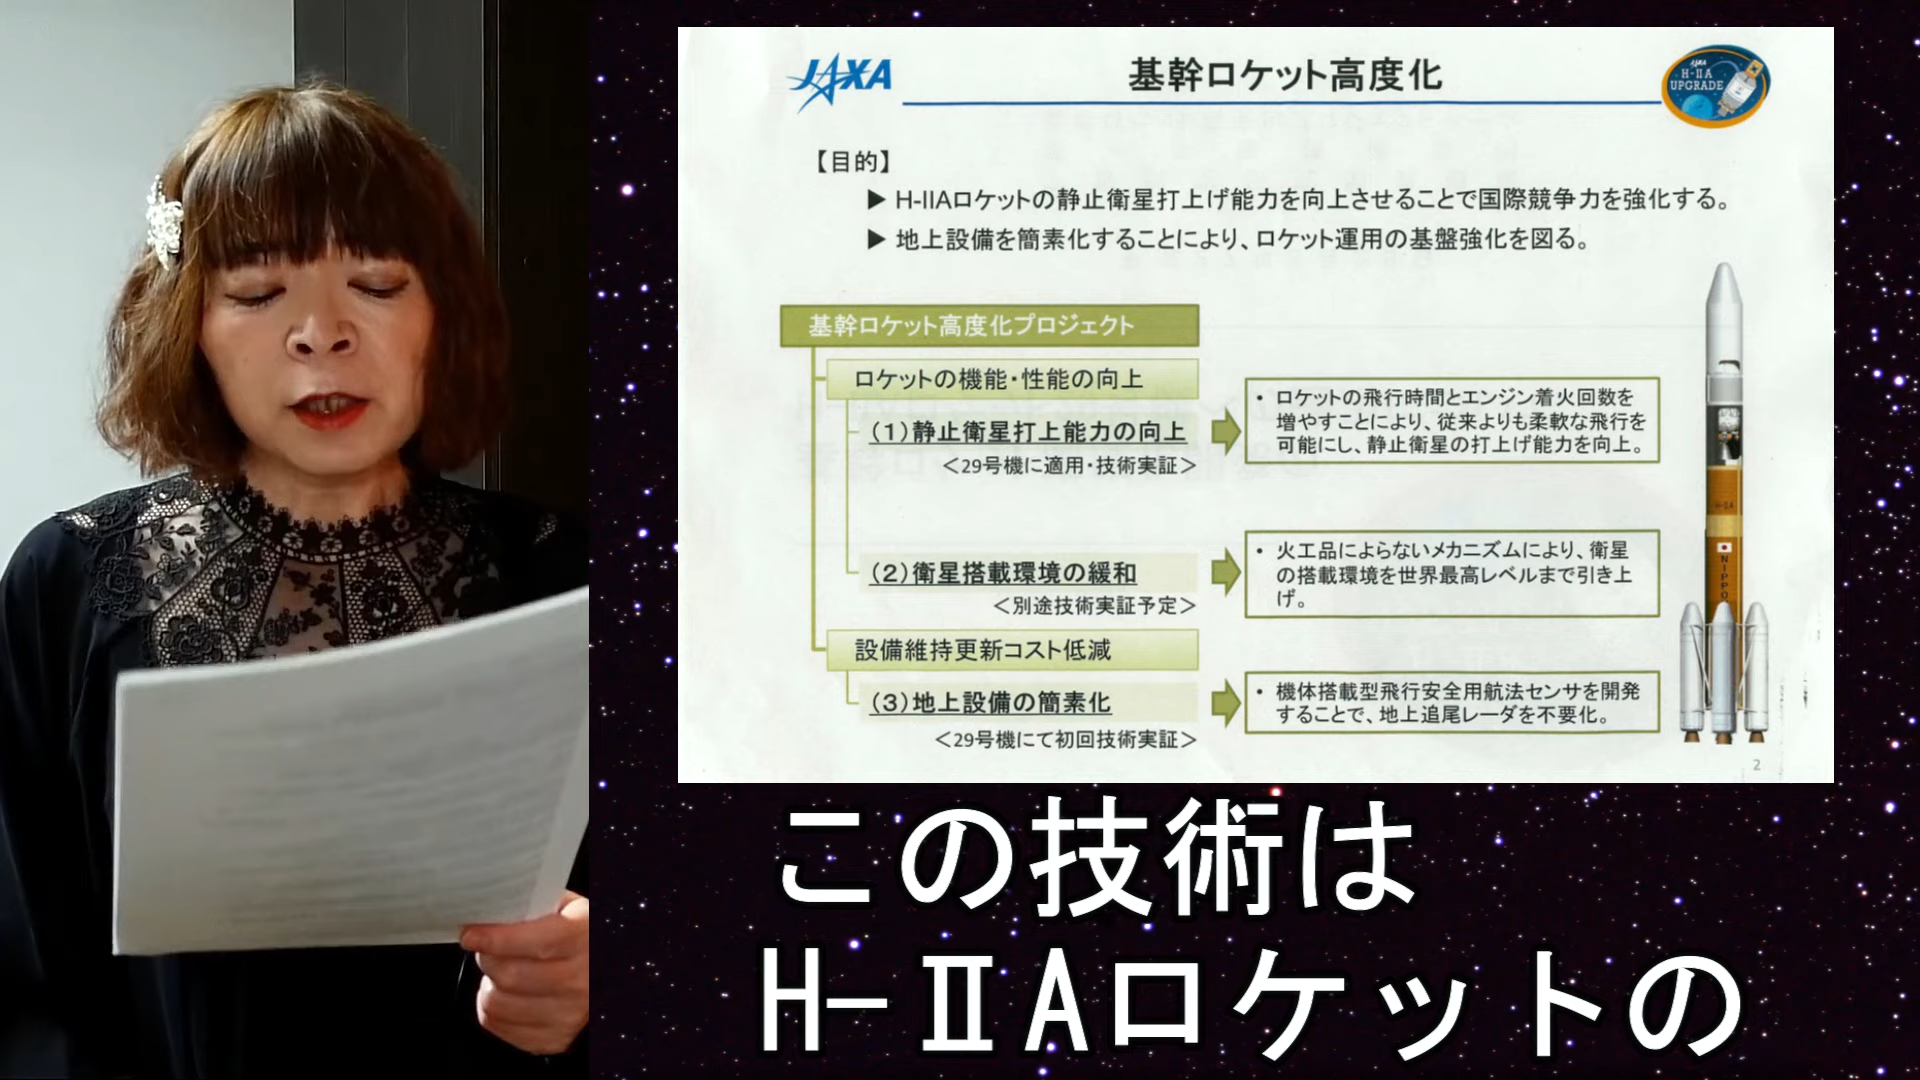 JAXA
基幹ロケット高度化
JAXA
H-IIA
UPGRADE
【目的】
▶ H-IIAロケットの静止衛星打上げ能力を向上させることで国際競争力を強化する。
▶ 地上設備を簡素化することにより、ロケット運用の基盤強化を図る。
基幹ロケット高度化プロジェクト
ロケットの機能・性能の向上
（1）静止衛星打上能力の向上
＜29号機に適用・技術実証＞
• ロケットの飛行時間とエンジン着火回数を
増やすことにより、従来よりも柔軟な飛行を
可能にし、静止衛星の打上げ能力を向上。
（2）衛星搭載環境の緩和
＜別途技術実証予定＞
• 火工品によらないメカニズムにより、衛星
の搭載環境を世界最高レベルまで引き上
げ。
設備維持更新コスト低減
（3）地上設備の簡素化
＜29号機にて初回技術実証＞
• 機体搭載型飛行安全用航法センサを開発
することで、地上追尾レーダを不要化。
H-IIA
NIPPO
2
この技術は
H-ⅡAロケットの